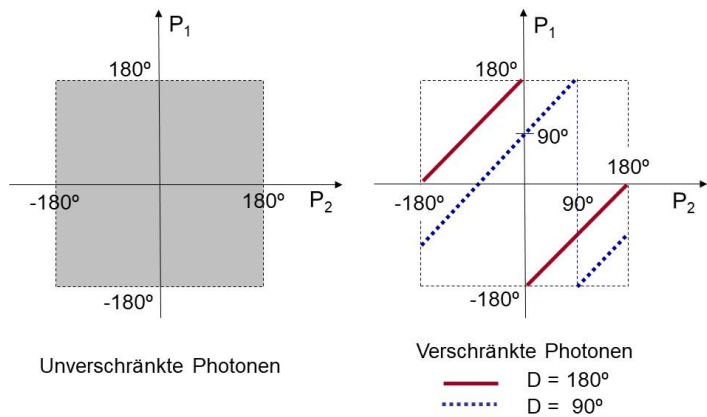 P1
180º
-180º
180º
P2
-180º
Unverschränkte Photonen
P1
180º
90º
180º
-180º
90º
P2
-180º
Verschränkte Photonen
D = 180º
D = 90º